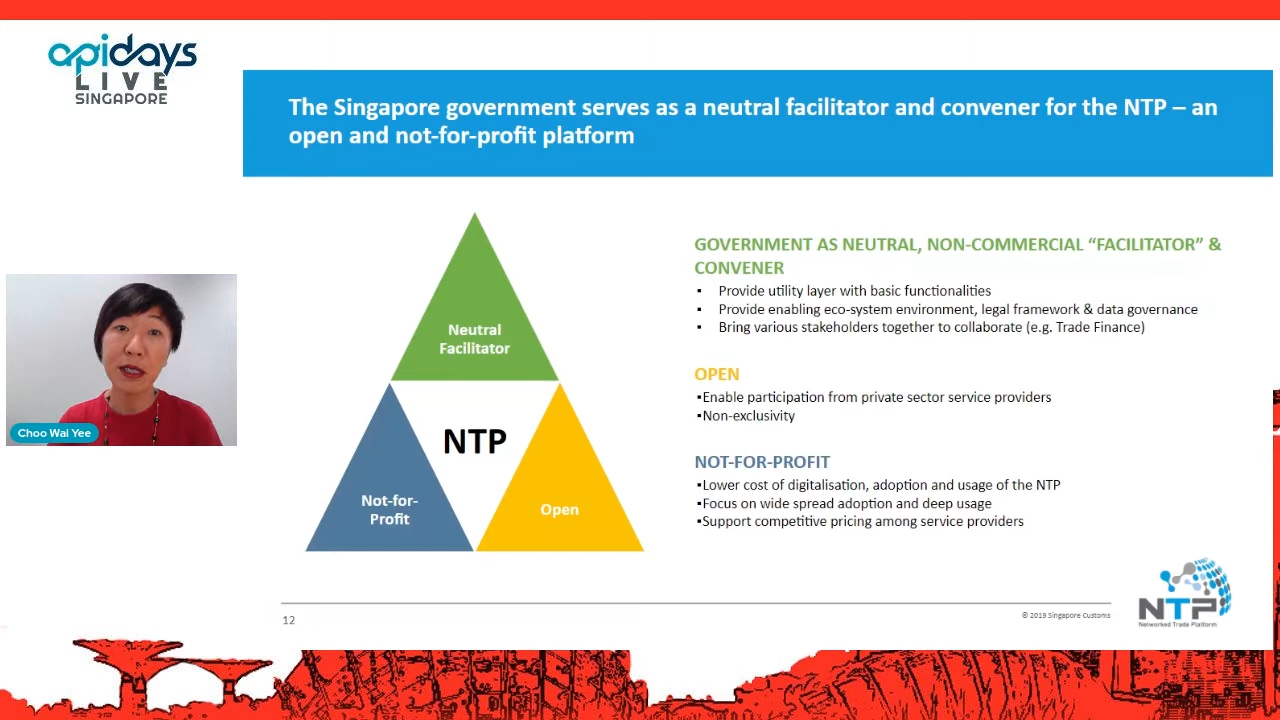 apidays
LIVE
SINGAPORE
The Singapore government serves as a neutral facilitator and convener for the NTP – an
open and not-for-profit platform
Neutral
Facilitator
NTP
Not-for-
Profit
Open
GOVERNMENT AS NEUTRAL, NON-COMMERCIAL “FACILITATOR” &
CONVENER
▪ Provide utility layer with basic functionalities
▪ Provide enabling eco-system environment, legal framework & data governance
▪ Bring various stakeholders together to collaborate (e.g. Trade Finance)
OPEN
▪Enable participation from private sector service providers
▪Non-exclusivity
NOT-FOR-PROFIT
▪Lower cost of digitalisation, adoption and usage of the NTP
▪Focus on wide spread adoption and deep usage
▪Support competitive pricing among service providers
Choo Wai Yee
12
© 2019 Singapore Customs
NTP
Networked Trade Platform